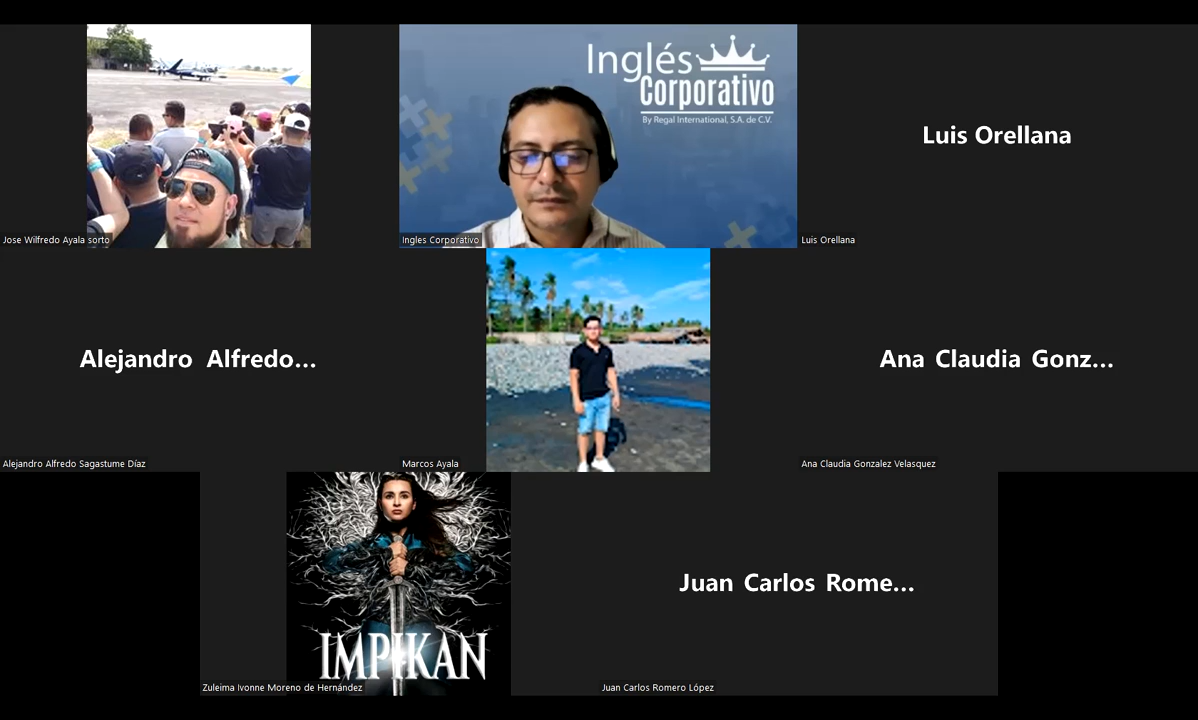 Inglés
Corporativo
By Regal International, S.A. de C.V.
Luis Orellana
Jose Wilfredo Ayala sorto
Ingles Corporativo
Luis Orellana
Alejandro Alfredo...
Ana Claudia Gonz...
Alejandro Alfredo Sagastume Díaz
Marcos Ayala
Ana Claudia Gonzalez Velasquez
Juan Carlos Rome...
IMPIKAN
Zuleima Ivonne Moreno de Hernández
Juan Carlos Romero López